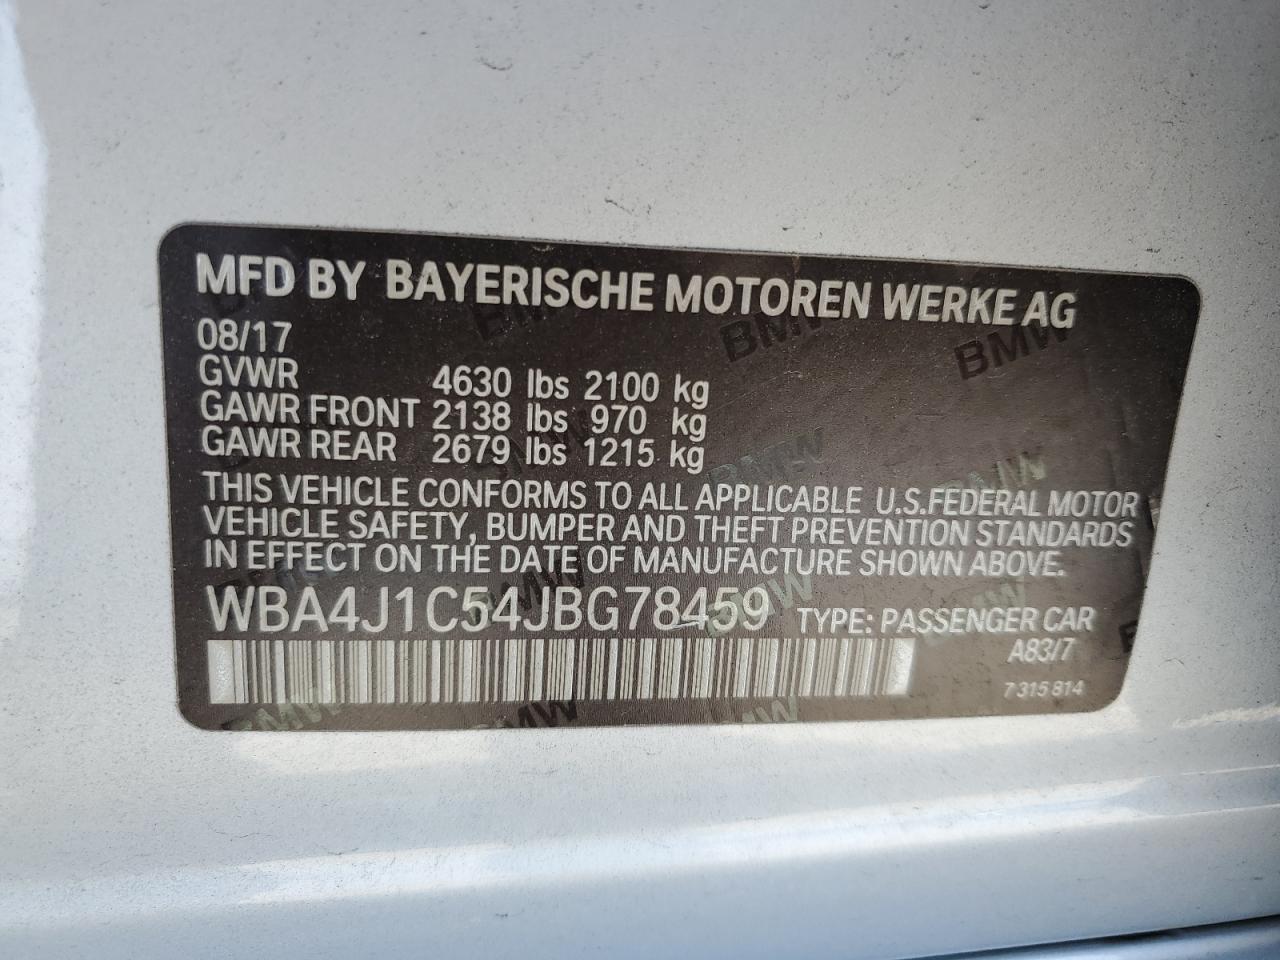 MFD BY BAYERISCHE MOTOREN WERKE AG
08/17
GVWR 4630 lbs 2100 kg
GAWR FRONT 2138 lbs 970 kg
GAWR REAR 2679 lbs 1215 kg
THIS VEHICLE CONFORMS TO ALL APPLICABLE U.S.FEDERAL MOTOR
VEHICLE SAFETY, BUMPER AND THEFT PREVENTION STANDARDS
IN EFFECT ON THE DATE OF MANUFACTURE SHOWN ABOVE.
WBA4J1C54JBG78459 TYPE: PASSENGER CAR
A83/7
7 315 814